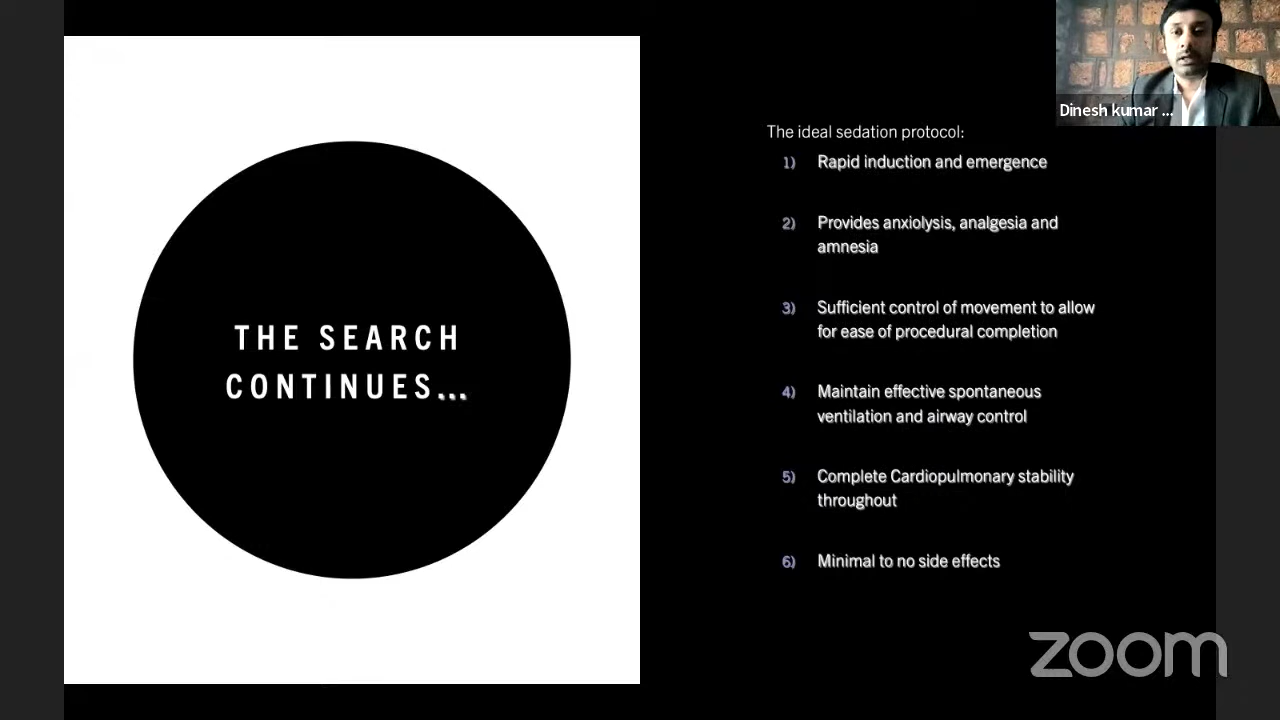 THE SEARCH
CONTINUES...
The ideal sedation protocol:
1) Rapid induction and emergence
2) Provides anxiolysis, analgesia and
amnesia
3) Sufficient control of movement to allow
for ease of procedural completion
4) Maintain effective spontaneous
ventilation and airway control
5) Complete Cardiopulmonary stability
throughout
6) Minimal to no side effects
Dinesh kumar ...
zoom